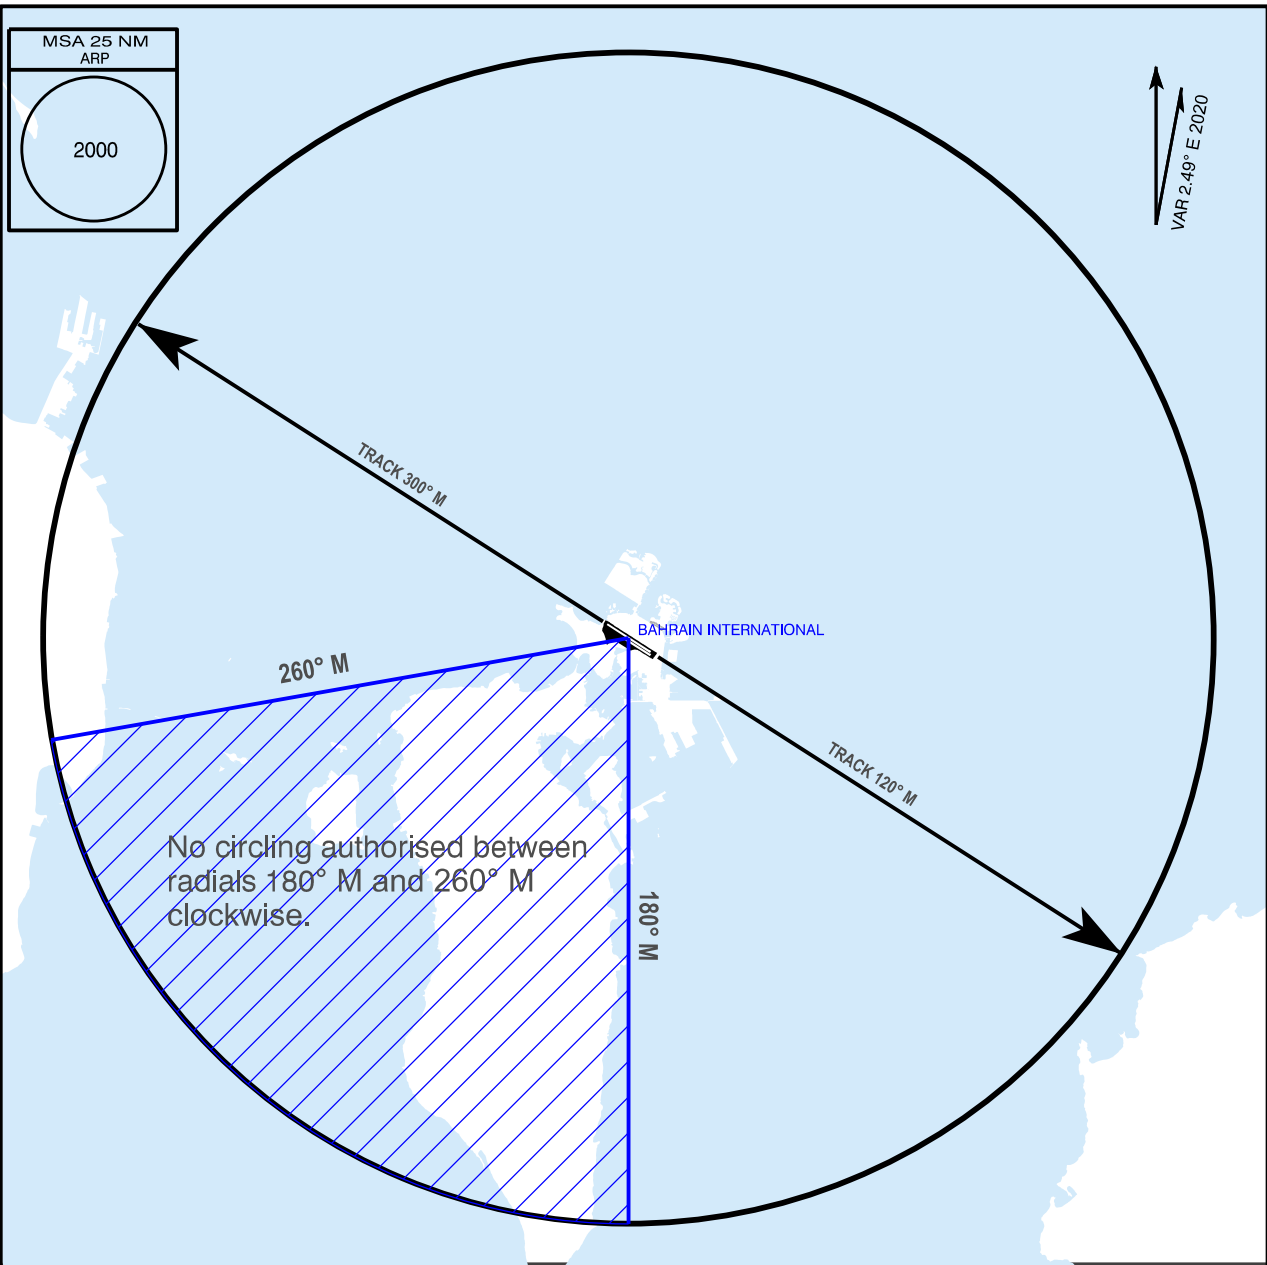 MSA 25 NM
ARP
2000
VAR 2.49° E 2020
TRACK 300° M
BAHRAIN INTERNATIONAL
260° M
TRACK 120° M
No circling authorised between
radials 180° M and 260° M
clockwise.
180° M